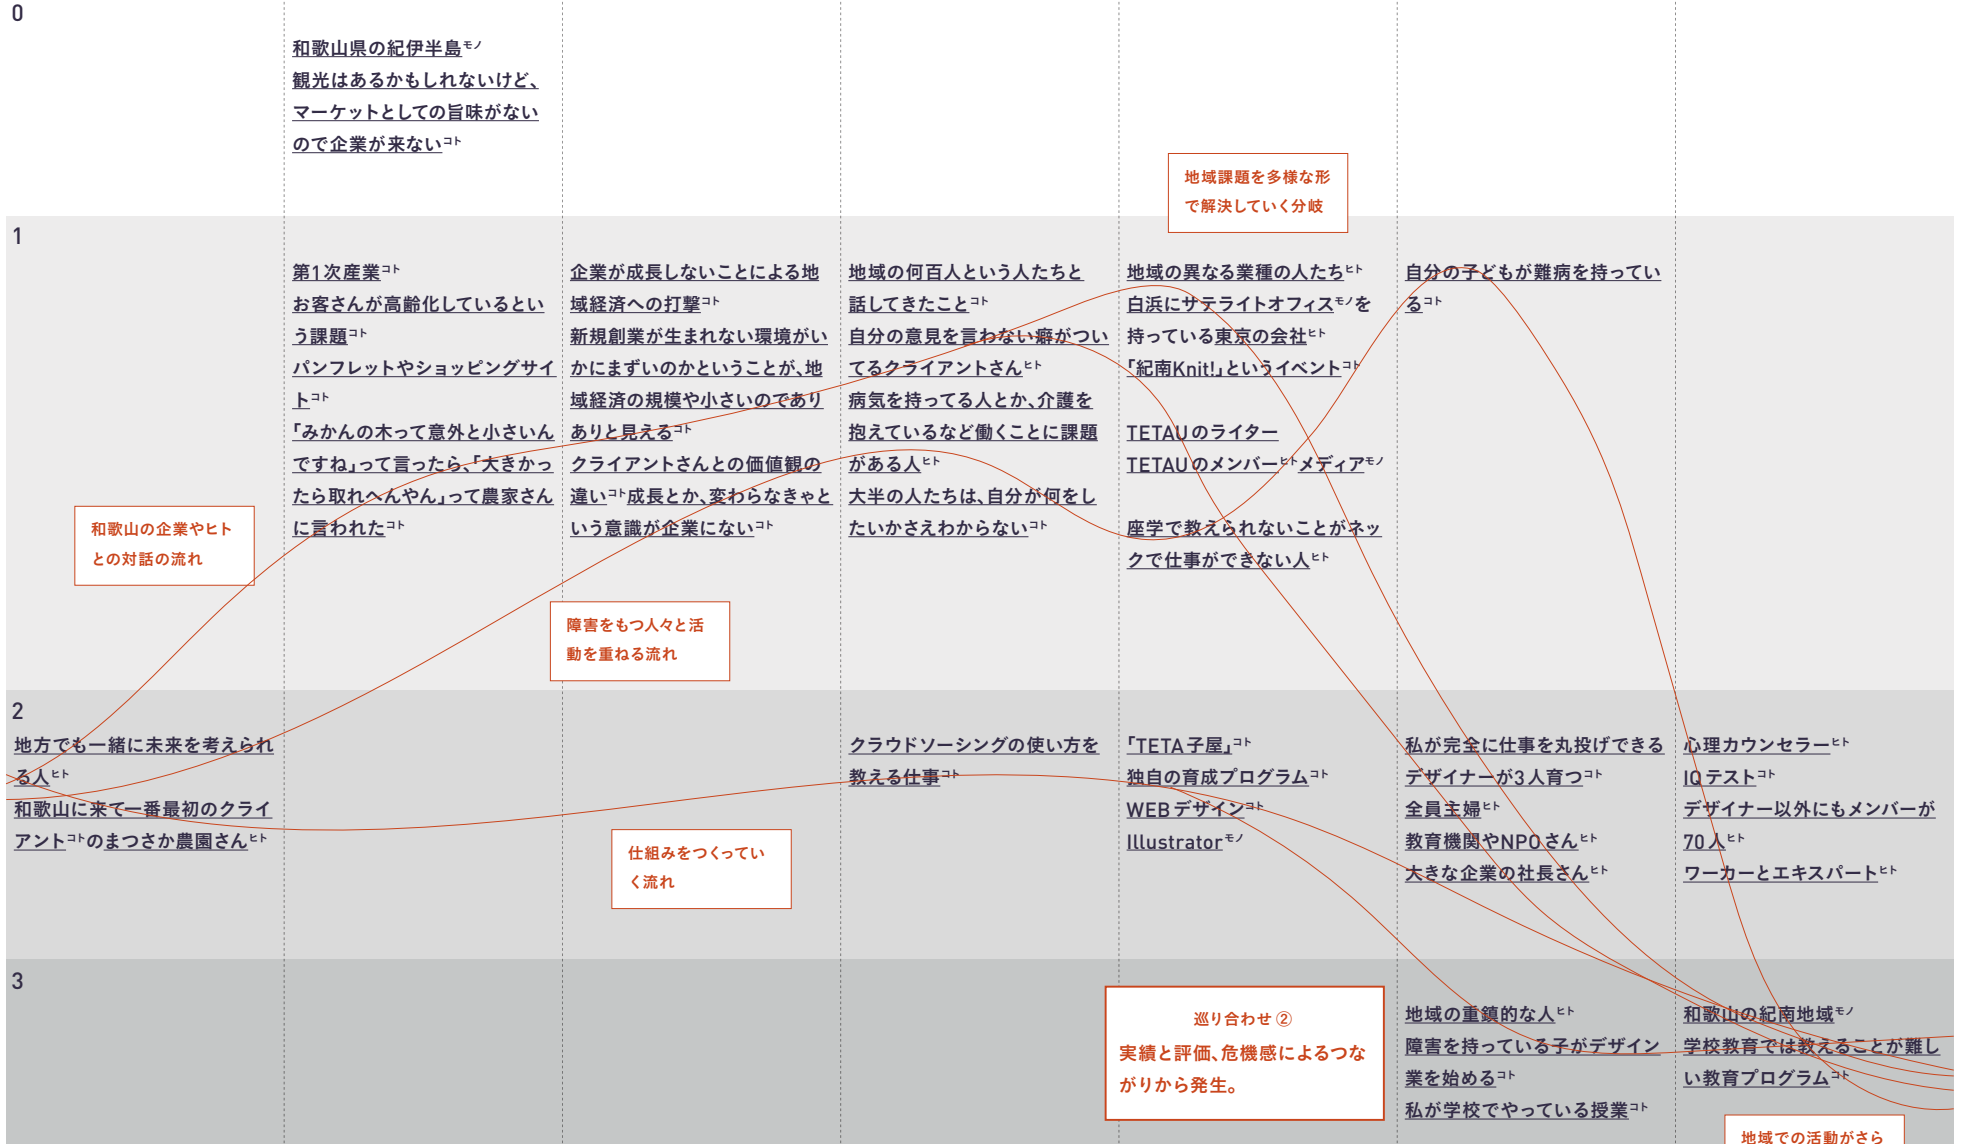 0
和歌山県の紀伊半島モノ
観光はあるかもしれないけど、
マーケットとしての旨味がない
ので企業が来ないコト
地域課題を多様な形
で解決していく分岐
1
第1次産業コト
お客さんが高齢化しているとい
う課題コト
パンフレットやショッピングサイ
トコト
「みかんの木って意外と小さいん
ですね」って言ったら、「大きかっ
たら取れへんやん」って農家さん
に言われたコト
企業が成長しないことによる地
域経済への打撃コト
新規創業が生まれない環境がい
かにまずいのかということが、地
域経済の規模や小さいのであり
ありと見えるコト
クライアントさんとの価値観の
違いコト成長とか、変わらなきゃと
いう意識が企業にないコト
地域の何百人という人たちと
話してきたことコト
自分の意見を言わない癖がつい
てるクライアントさんヒト
病気を持ってる人とか、介護を
抱えているなど働くことに課題
がある人ヒト
大半の人たちは、自分が何をし
たいかさえわからないコト
地域の異なる業種の人たちヒト
白浜にサテライトオフィスモノを
持っている東京の会社ヒト
「紀南Knit!」というイベントコト
TETAUのライター
TETAUのメンバーヒトメディアモノ
座学で教えられないことがネッ
クで仕事ができない人ヒト
自分の子どもが難病を持ってい
るコト
和歌山の企業やヒト
との対話の流れ
障害をもつ人々と活
動を重ねる流れ
2
地方でも一緒に未来を考えられ
る人ヒト
和歌山に来て一番最初のクライ
アントコトのまつさか農園さんヒト
クラウドソーシングの使い方を
教える仕事コト
「TETA子屋」コト
独自の育成プログラムコト
WEBデザインコト
Illustratorモノ
私が完全に仕事を丸投げできる
デザイナーが3人育つコト
全員主婦ヒト
教育機関やNPOさんヒト
大きな企業の社長さんヒト
心理カウンセラーヒト
IQテストコト
デザイナー以外にもメンバーが
70人ヒト
ワーカーとエキスパートヒト
仕組みをつくってい
く流れ
3
巡り合わせ②
実績と評価、危機感によるつな
がりから発生。
地域の重鎮的な人ヒト
障害を持っている子がデザイン
業を始めるコト
私が学校でやっている授業コト
和歌山の紀南地域モノ
学校教育では教えることが難し
い教育プログラムコト
地域での活動がさら